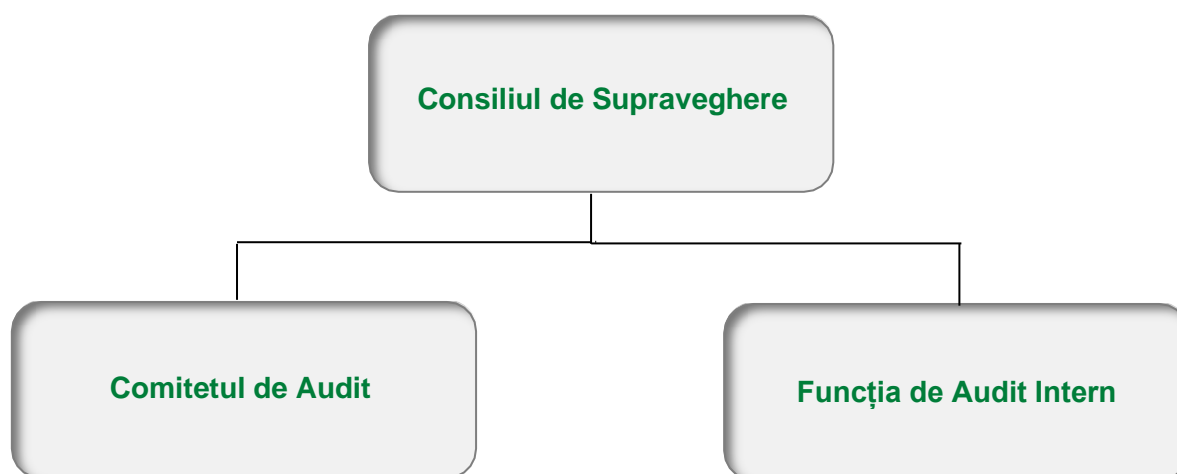 Consiliul de Supraveghere
Comitetul de Audit
Funcția de Audit Intern